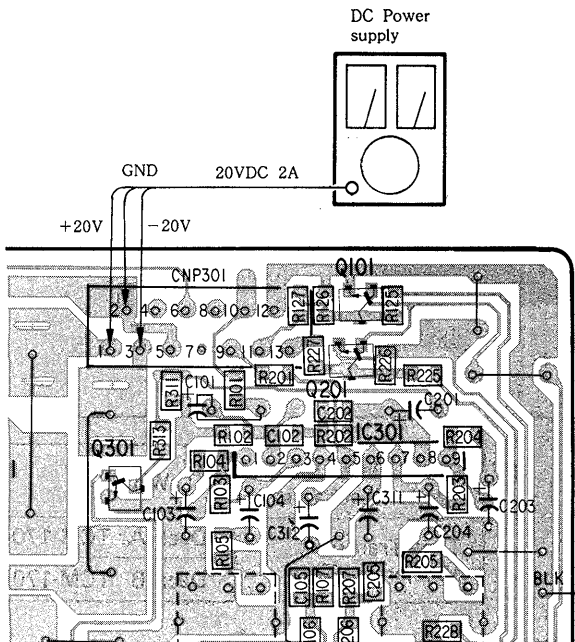 DC Power
supply
GND
20VDC 2A
+20V
-20V
CNP301
Q101
2 4 6 8 10 12
R127
R126
R125
1 3 5 7 9 11 13
R227
R226
R311
C101
R101
R201
R225
Q201
C202
C201
Q301
R313
R102
C102
R202
IC301
R204
R104
1 2 3 4 5 6 7 8 9
R103
R203
C103
C104
C312
C311
C204
C203
R105
R205
C105
R107
R207
C205
BLK
R228